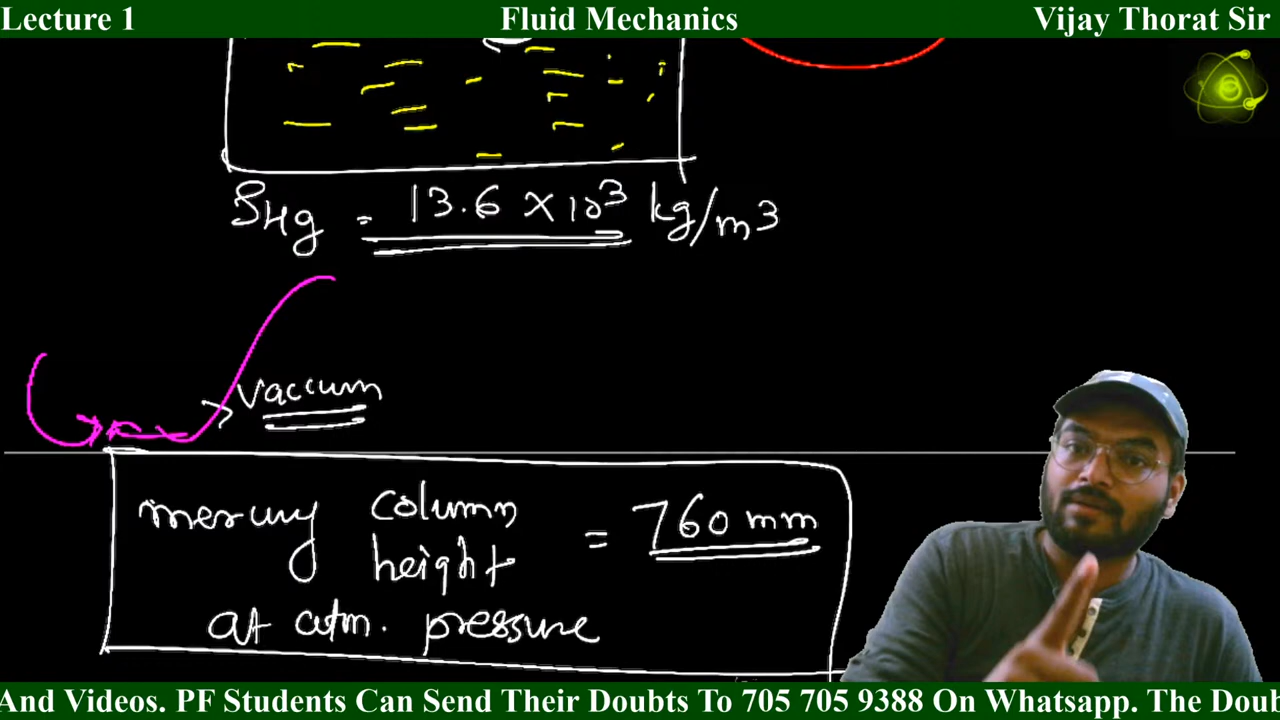 Lecture 1 Fluid Mechanics Vijay Thorat Sir
ρHg = 13.6 × 10³ kg/m3
Vaccum
mercury column height = 760 mm
at atm. pressure
And Videos. PF Students Can Send Their Doubts To 705 705 9388 On Whatsapp. The Doub